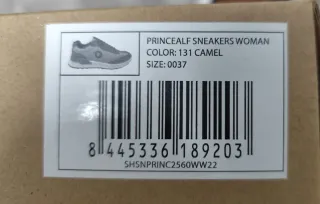 PRINCEALF SNEAKERS WOMAN
COLOR: 131 CAMEL
SIZE: 0037
8 445336 189203
SHSNPRINC2560WW22